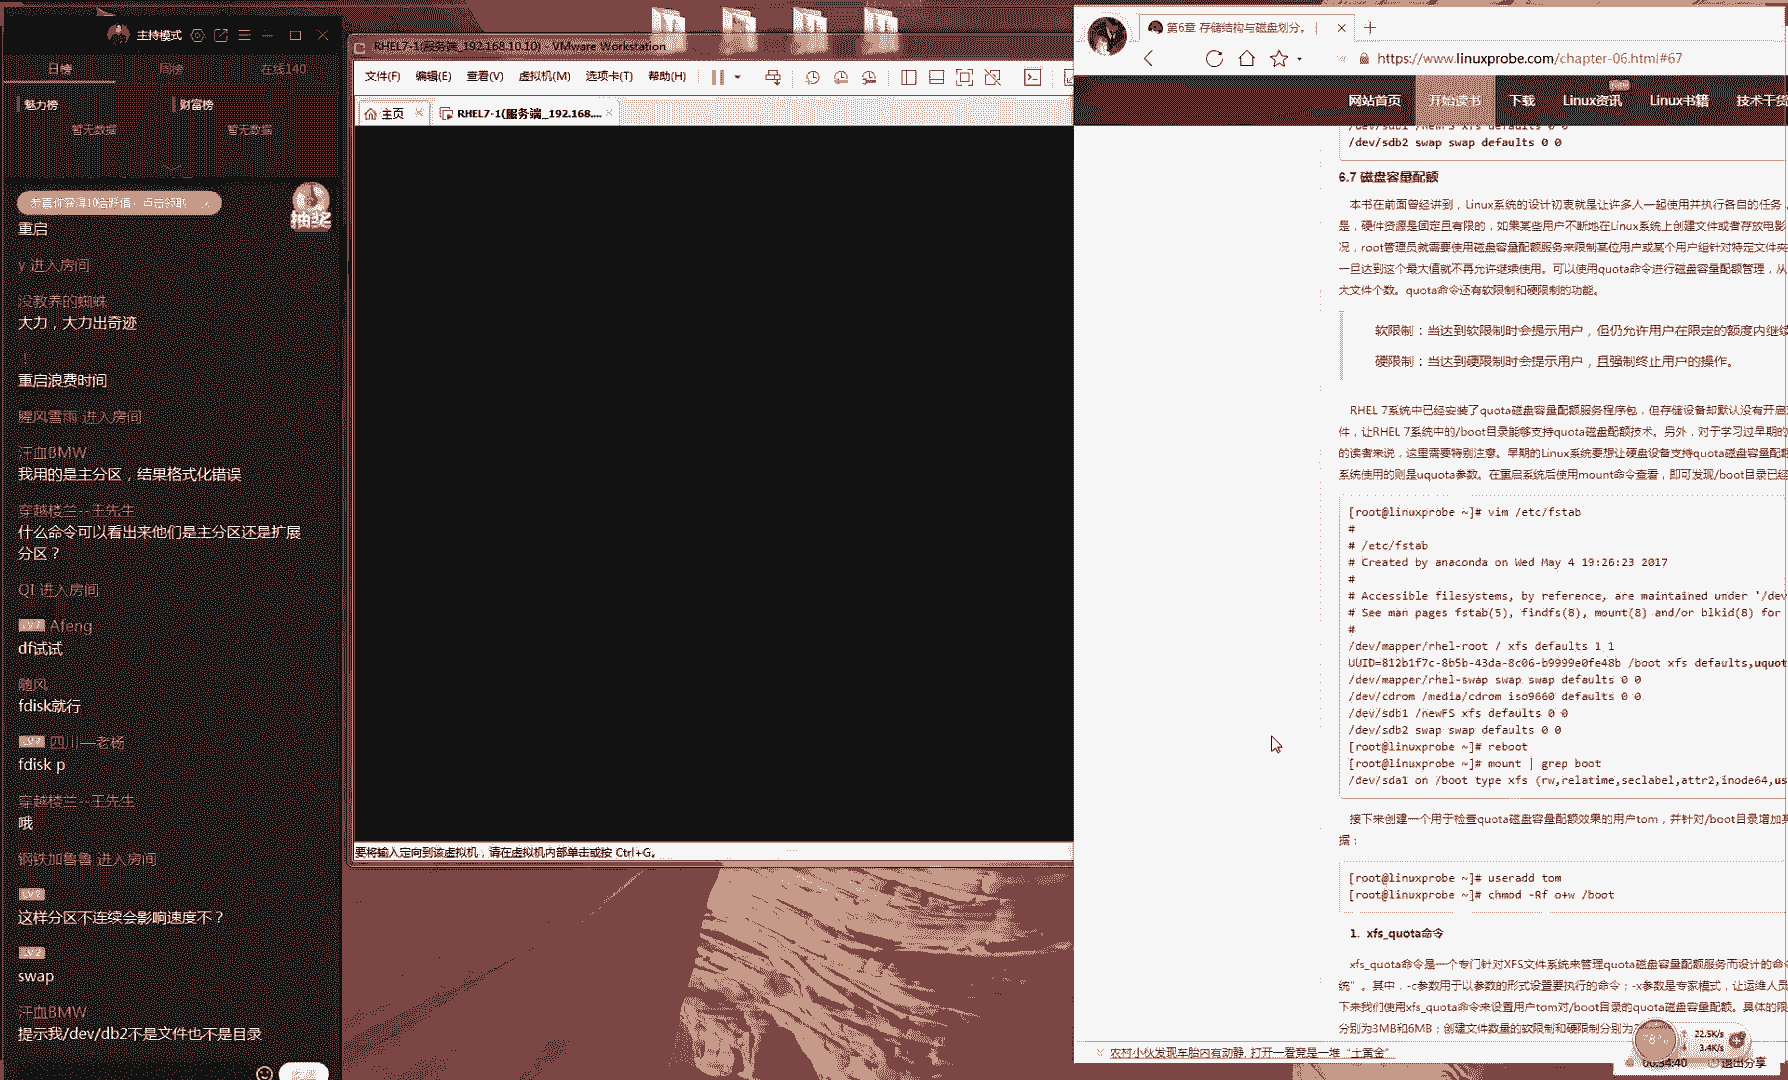 主持模式
日榜
周榜
在线140
魅力榜
财富榜
暂无数据
暂无数据
抽奖
重启
y 进入房间
没教养的蜘蛛
大力，大力出奇迹
！
重启浪费时间
腥风雪雨 进入房间
汗血BMW
我用的是主分区，结果格式化错误
穿越楼兰--王先生
什么命令可以看出来他们是主分区还是扩展
分区？
QI 进入房间
Afeng
df试试
随风
fdisk就行
四川—老杨
fdisk p
穿越楼兰--王先生
哦
钢铁加鲁鲁 进入房间
LV2
这样分区不连续会影响速度不？
LV2
swap
汗血BMW
提示我/dev/db2不是文件也不是目录
RHEL7-1(服务端_192.168.10.10) - VMware Workstation
文件(F) 编辑(E) 查看(V) 虚拟机(M) 选项卡(T) 帮助(H)
主页
RHEL7-1(服务端_192.168....
要将输入定向到该虚拟机，请在虚拟机内部单击或按 Ctrl+G。
第6章 存储结构与磁盘划分。
https://www.linuxprobe.com/chapter-06.html#67
网站首页 开始读书 下载 Linux资讯 Linux书籍 技术干货
/dev/sdb1 /newFS xfs defaults 0 0
/dev/sdb2 swap swap defaults 0 0
6.7 磁盘容量配额
本书在前面曾经讲到，Linux系统的设计初衷就是让许多人一起使用并执行各自的任务，
是，硬件资源是固定且有限的，如果某些用户不断地在Linux系统上创建文件或者存放电影
况，root管理员就需要使用磁盘容量配额服务来限制某位用户或某个用户组针对特定文件夹
一旦达到这个最大值就不再允许继续使用。可以使用quota命令进行磁盘容量配额管理，从
大文件个数。quota命令还有软限制和硬限制的功能。
软限制：当达到软限制时会提示用户，但仍允许用户在限定的额度内继续
硬限制：当达到硬限制时会提示用户，且强制终止用户的操作。
RHEL 7系统中已经安装了quota磁盘容量配额服务程序包，但存储设备却默认没有开启
件，让RHEL 7系统中的/boot目录能够支持quota磁盘配额技术。另外，对于学习过早期的
的读者来说，这里需要特别注意。早期的Linux系统要想让硬盘设备支持quota磁盘容量配额
系统使用的则是uquota参数。在重启系统后使用mount命令查看，即可发现/boot目录已经
[root@linuxprobe ~]# vim /etc/fstab
#
# /etc/fstab
# Created by anaconda on Wed May 4 19:26:23 2017
#
# Accessible filesystems, by reference, are maintained under '/dev
# See man pages fstab(5), findfs(8), mount(8) and/or blkid(8) for
#
/dev/mapper/rhel-root / xfs defaults 1 1
UUID=812b1f7c-8b5b-43da-8c06-b9999e0fe48b /boot xfs defaults,uquot
/dev/mapper/rhel-swap swap swap defaults 0 0
/dev/cdrom /media/cdrom iso9660 defaults 0 0
/dev/sdb1 /newFS xfs defaults 0 0
/dev/sdb2 swap swap defaults 0 0
[root@linuxprobe ~]# reboot
[root@linuxprobe ~]# mount | grep boot
/dev/sda1 on /boot type xfs (rw,relatime,seclabel,attr2,inode64,us
接下来创建一个用于检查quota磁盘容量配额效果的用户tom，并针对/boot目录增加其
据：
[root@linuxprobe ~]# useradd tom
[root@linuxprobe ~]# chmod -Rf o+w /boot
1. xfs_quota命令
xfs_quota命令是一个专门针对XFS文件系统来管理quota磁盘容量配额服务而设计的命令
统”。其中，-c参数用于以参数的形式设置要执行的命令；-x参数是专家模式，让运维人员
下来我们使用xfs_quota命令来设置用户tom对/boot目录的quota磁盘容量配额。具体的限
分别为3MB和6MB；创建文件数量的软限制和硬限制分别为
农村小伙发现车胎内有动静, 打开一看竟是一堆 “土黄金”
22.5K/s
3.4K/s
00:34:40 退出分享